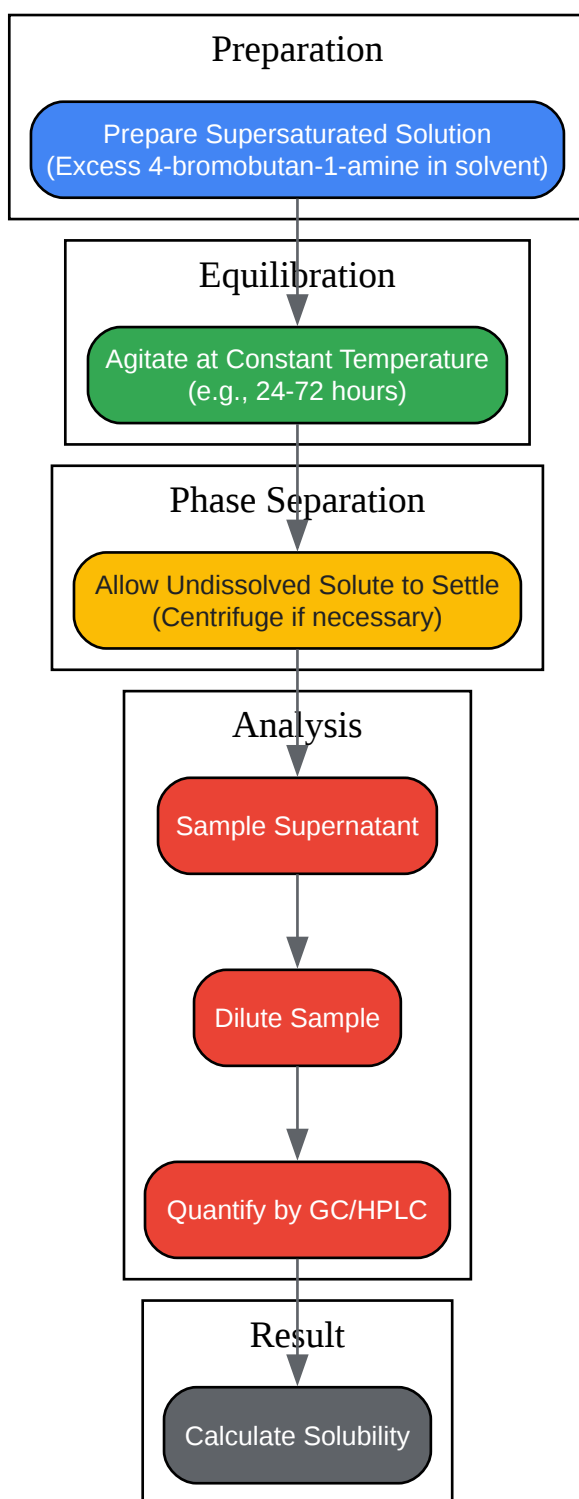 Preparation
Prepare Supersaturated Solution
(Excess 4-bromobutan-1-amine in solvent)
Equilibration
Agitate at Constant Temperature
(e.g., 24-72 hours)
Phase Separation
Allow Undissolved Solute to Settle
(Centrifuge if necessary)
Analysis
Sample Supernatant
Dilute Sample
Quantify by GC/HPLC
Result
Calculate Solubility